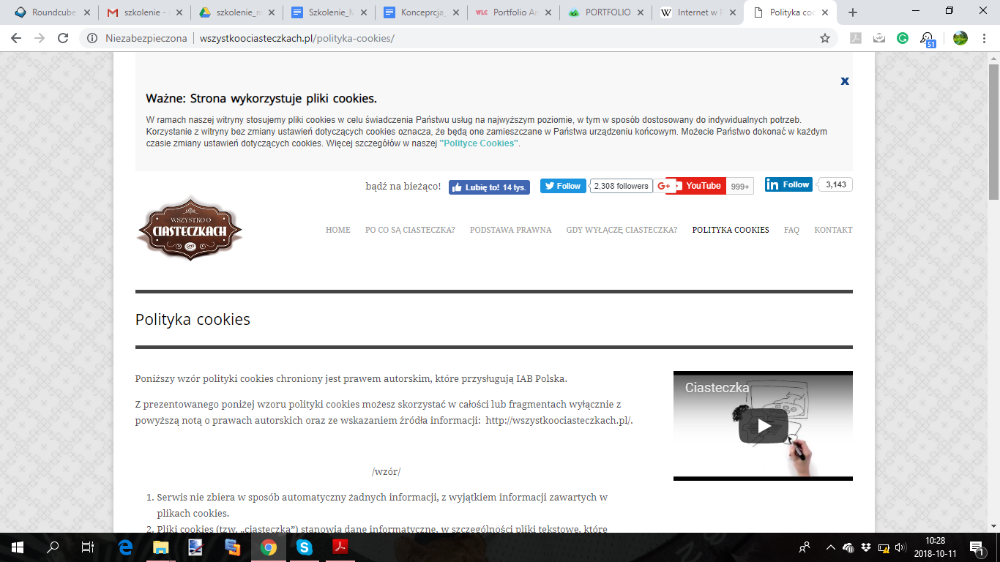 Roundcube
szkolenie -
szkolenie_m
Szkolenie_M
Konceprcja_
WLC Portfolio Ar
PORTFOLIO
W Internet w P
Polityka coo
Niezabezpieczona wszystkoociasteczkach.pl/polityka-cookies/
51
x
Ważne: Strona wykorzystuje pliki cookies.
W ramach naszej witryny stosujemy pliki cookies w celu świadczenia Państwu usług na najwyższym poziomie, w tym w sposób dostosowany do indywidualnych potrzeb.
Korzystanie z witryny bez zmiany ustawień dotyczących cookies oznacza, że będą one zamieszczane w Państwa urządzeniu końcowym. Możecie Państwo dokonać w każdym
czasie zmiany ustawień dotyczących cookies. Więcej szczegółów w naszej "Polityce Cookies".
bądź na bieżąco! Lubię to! 14 tys. Follow 2,308 followers G+ YouTube 999+ in Follow 3,143
WSZYSTKO O
CIASTECZKACH
@
HOME PO CO SĄ CIASTECZKA? PODSTAWA PRAWNA GDY WYŁĄCZĘ CIASTECZKA? POLITYKA COOKIES FAQ KONTAKT
Polityka cookies
Poniższy wzór polityki cookies chroniony jest prawem autorskim, które przysługują IAB Polska.
Z prezentowanego poniżej wzoru polityki cookies możesz skorzystać w całości lub fragmentach wyłącznie z
powyższą notą o prawach autorskich oraz ze wskazaniem źródła informacji: http://wszystkoociasteczkach.pl/.
Ciasteczka
/wzór/
1. Serwis nie zbiera w sposób automatyczny żadnych informacji, z wyjątkiem informacji zawartych w
plikach cookies.
2. Pliki cookies (tzw. „ciasteczka”) stanowią dane informatyczne, w szczególności pliki tekstowe, które
10:28
2018-10-11
1